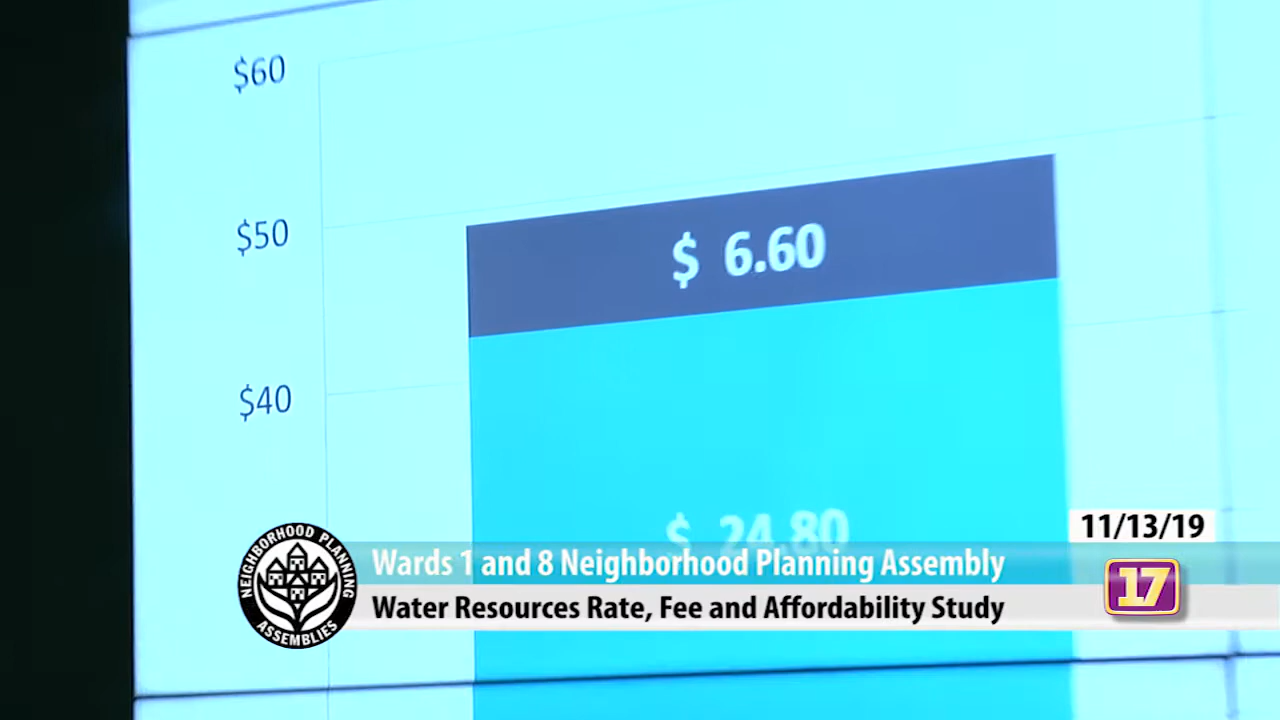 $60
$50
$ 6.60
$40
$ 24.80
11/13/19
NEIGHBORHOOD PLANNING
ASSEMBLIES
Wards 1 and 8 Neighborhood Planning Assembly
17
Water Resources Rate, Fee and Affordability Study